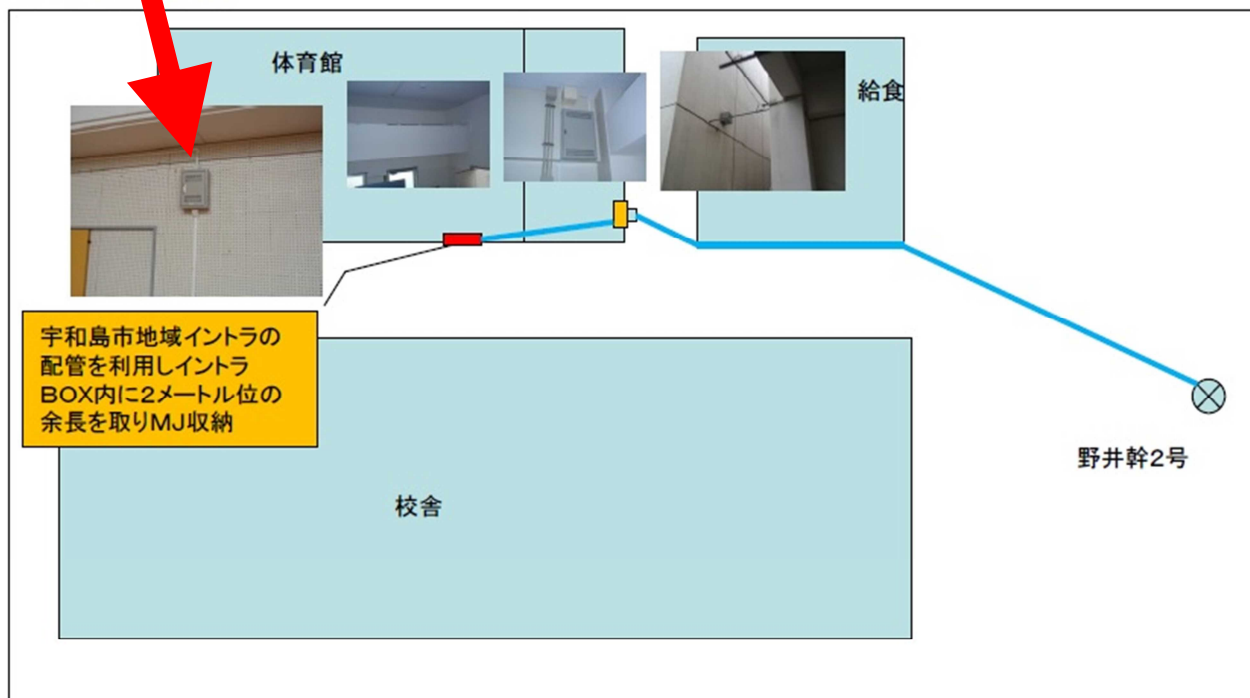 体育館
給食
宇和島市地域イントラの
配管を利用しイントラ
BOX内に2メートル位の
余長を取りMJ収納
野井幹2号
校舎